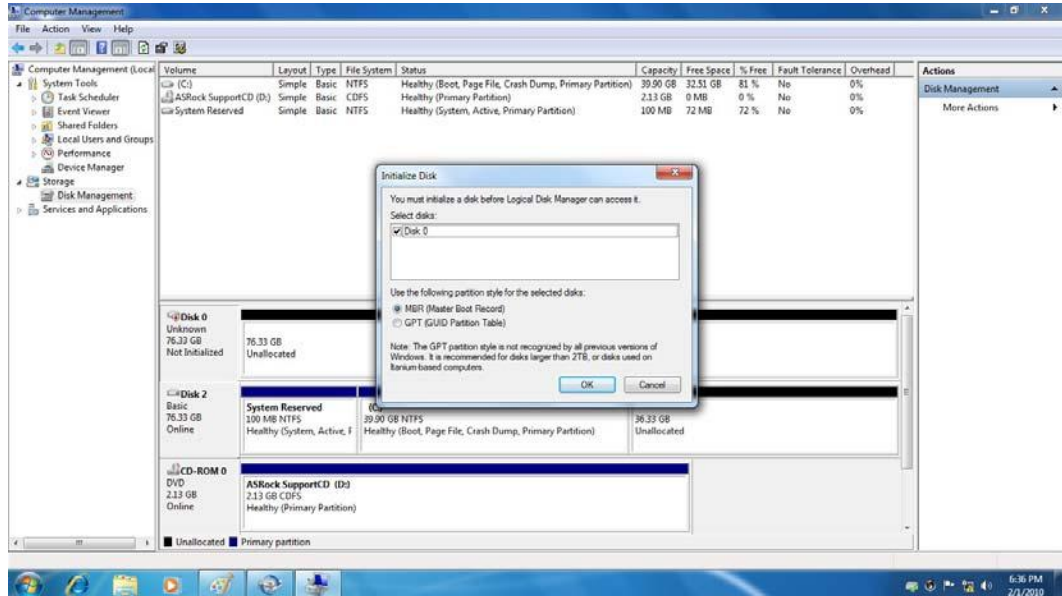 Computer Management
File Action View Help
Computer Management (Local
System Tools
Task Scheduler
Event Viewer
Shared Folders
Local Users and Groups
Performance
Device Manager
Storage
Disk Management
Services and Applications
Volume Layout Type File System Status Capacity Free Space % Free Fault Tolerance Overhead
(C:) Simple Basic NTFS Healthy (Boot, Page File, Crash Dump, Primary Partition) 39.90 GB 32.51 GB 81 % No 0%
ASRock SupportCD (D:) Simple Basic CDFS Healthy (Primary Partition) 2.13 GB 0 MB 0 % No 0%
System Reserved Simple Basic NTFS Healthy (System, Active, Primary Partition) 100 MB 72 MB 72 % No 0%
Actions
Disk Management
More Actions
Initialize Disk
You must initialize a disk before Logical Disk Manager can access it.
Select disks:
Disk 0
Use the following partition style for the selected disks:
MBR (Master Boot Record)
GPT (GUID Partition Table)
Note: The GPT partition style is not recognized by all previous versions of
Windows. It is recommended for disks larger than 2TB, or disks used on
Itanium-based computers.
OK Cancel
Disk 0
Unknown
76.33 GB
Not Initialized
76.33 GB
Unallocated
Disk 2
Basic
76.33 GB
Online
System Reserved
100 MB NTFS
Healthy (System, Active, F
(C:
39.90 GB NTFS
Healthy (Boot, Page File, Crash Dump, Primary Partition)
36.33 GB
Unallocated
CD-ROM 0
DVD
2.13 GB
Online
ASRock SupportCD (D:)
2.13 GB CDFS
Healthy (Primary Partition)
Unallocated Primary partition
6:36 PM
2/1/2010